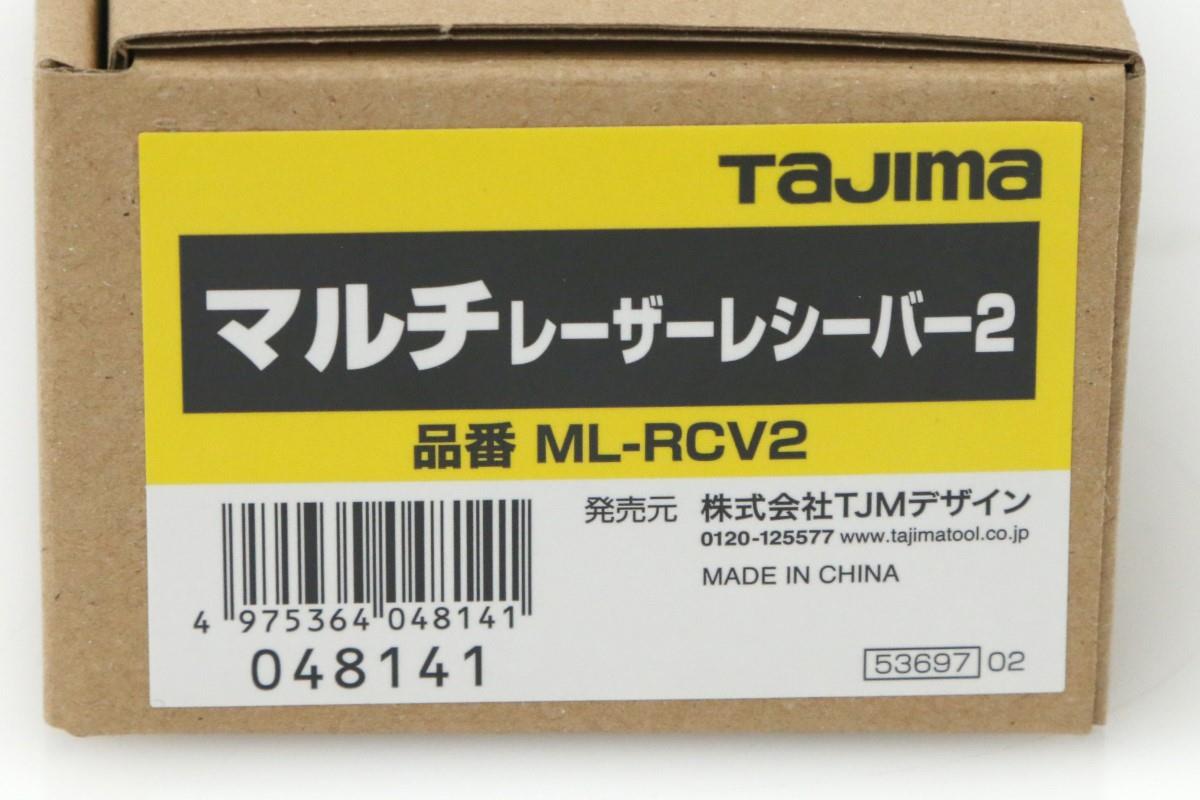 TaJIma
マルチレーザーレシーバー2
品番 ML-RCV2
発売元 株式会社TJMデザイン
0120-125577 www.tajimatool.co.jp
MADE IN CHINA
4 975364 048141
048141
53697 02